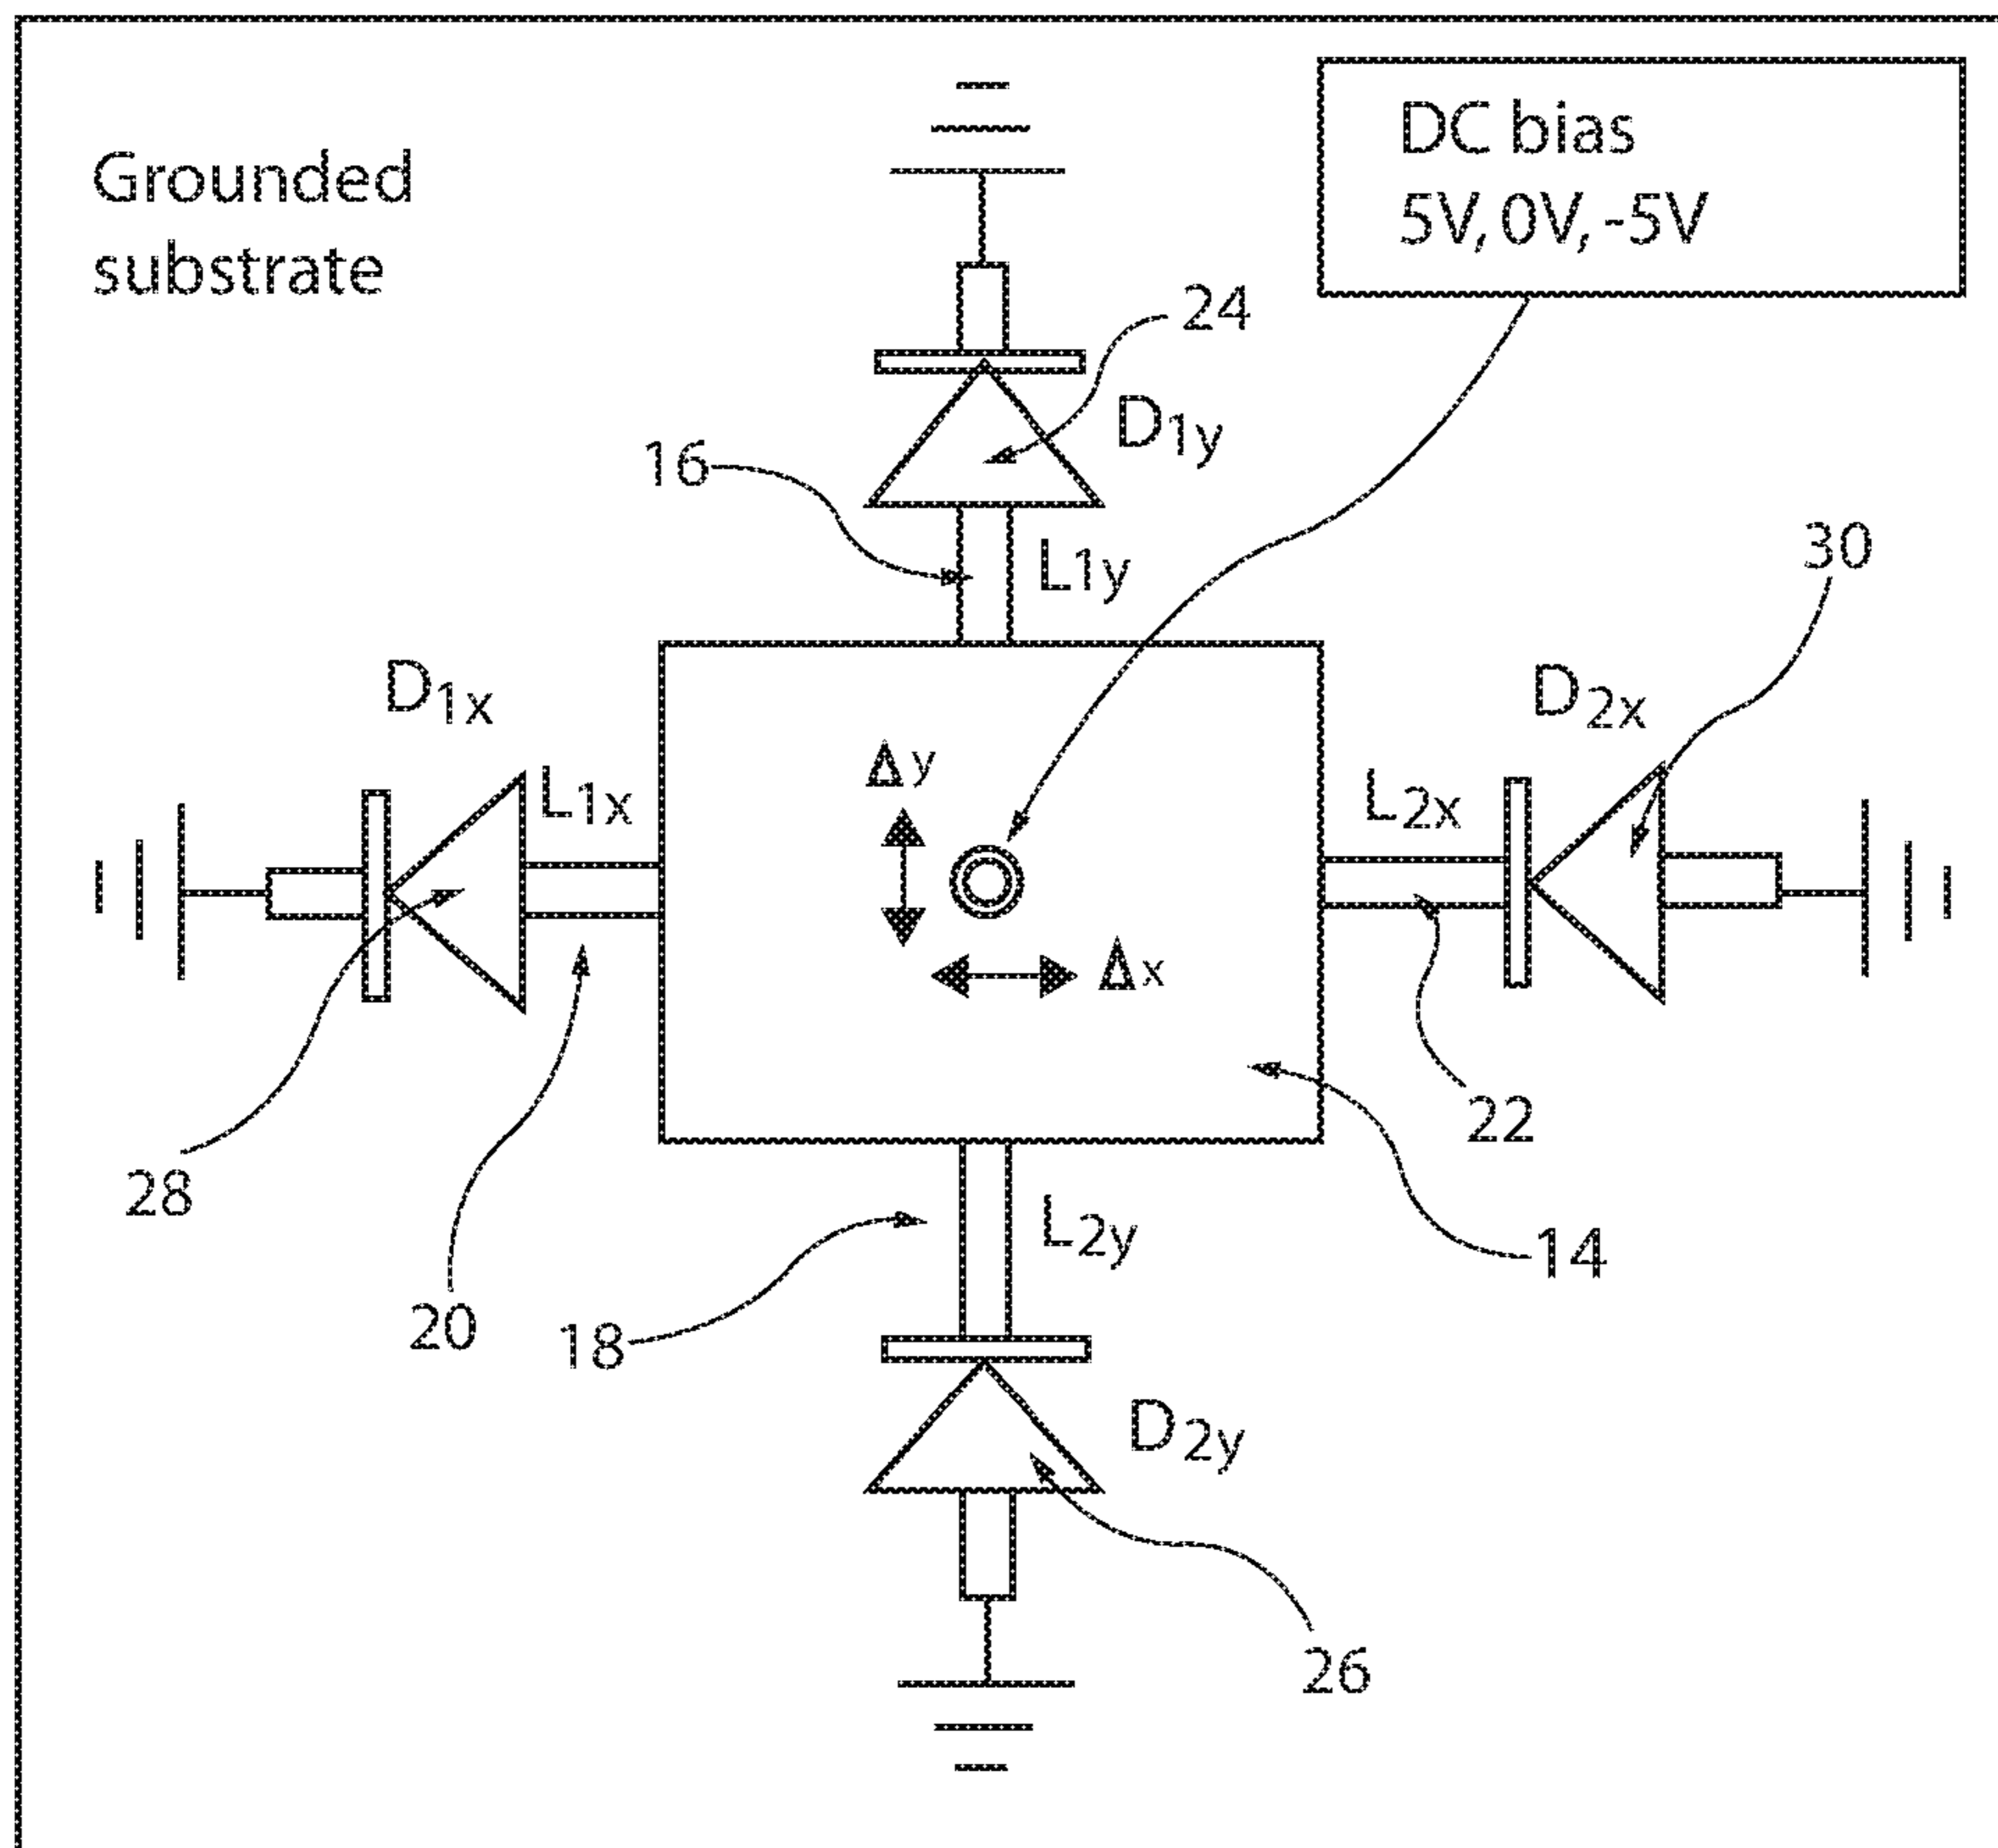 Grounded
substrate
DC bias
5V, 0V, -5V
24
D1y
16
L1y
30
D1x
D2x
L1x
Δy
L2x
Δx
28
20
18
L2y
22
14
D2y
26